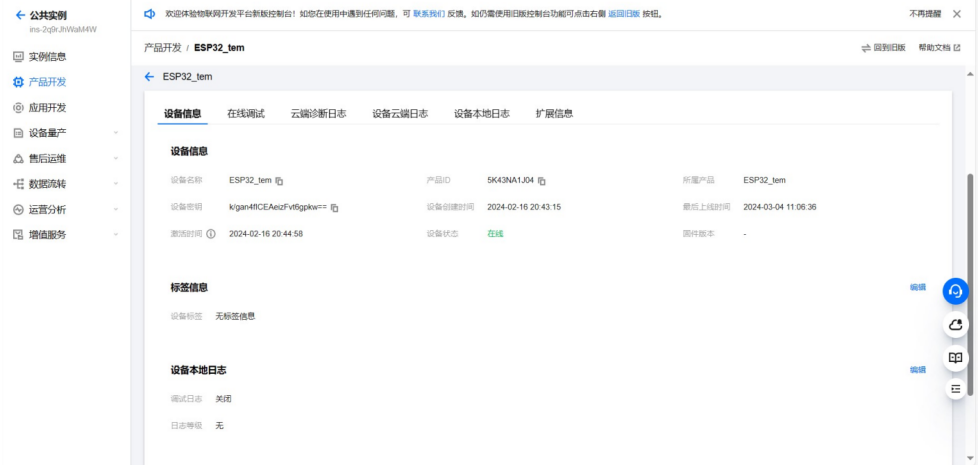 公共实例
ins-2q9rJhWaM4W
实例信息
产品开发
应用开发
设备量产
售后运维
数据流转
运营分析
增值服务
欢迎体验物联网开发平台新版控制台！如您在使用中遇到任何问题，可 联系我们 反馈。如仍需使用旧版控制台功能可点击右侧 返回旧版 按钮。
不再提醒
产品开发 / ESP32_tem
回到旧版 帮助文档
ESP32_tem
设备信息 在线调试 云端诊断日志 设备云端日志 设备本地日志 扩展信息
设备信息
设备名称 ESP32_tem 产品ID 5K43NA1J04 所属产品 ESP32_tem
设备密钥 k/gan4flCEAeizFvt6gpkw== 设备创建时间 2024-02-16 20:43:15 最后上线时间 2024-03-04 11:06:36
激活时间 2024-02-16 20:44:58 设备状态 在线 固件版本 -
标签信息 编辑
设备标签 无标签信息
设备本地日志 编辑
调试日志 关闭
日志等级 无